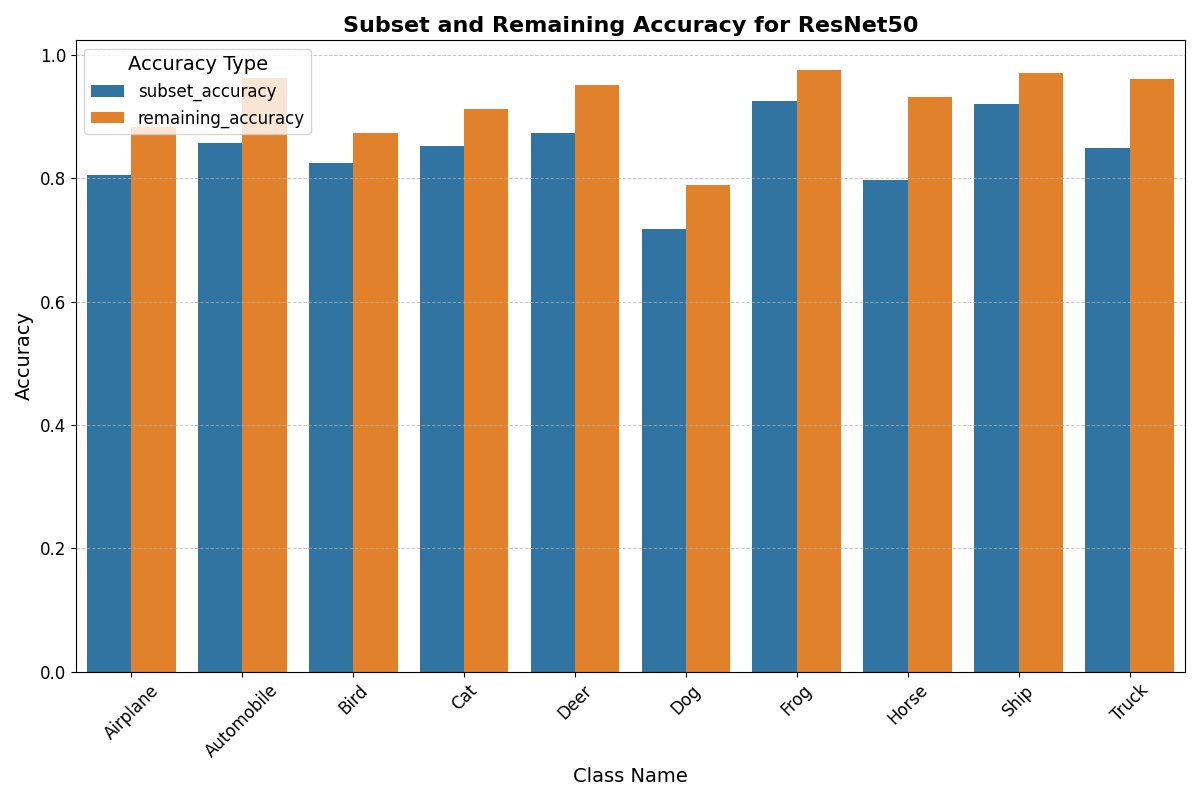 Subset and Remaining Accuracy for ResNet50
Accuracy Type
subset_accuracy
remaining_accuracy
Accuracy
1.0
0.8
0.6
0.4
0.2
0.0
Airplane
Automobile
Bird
Cat
Deer
Dog
Frog
Horse
Ship
Truck
Class Name